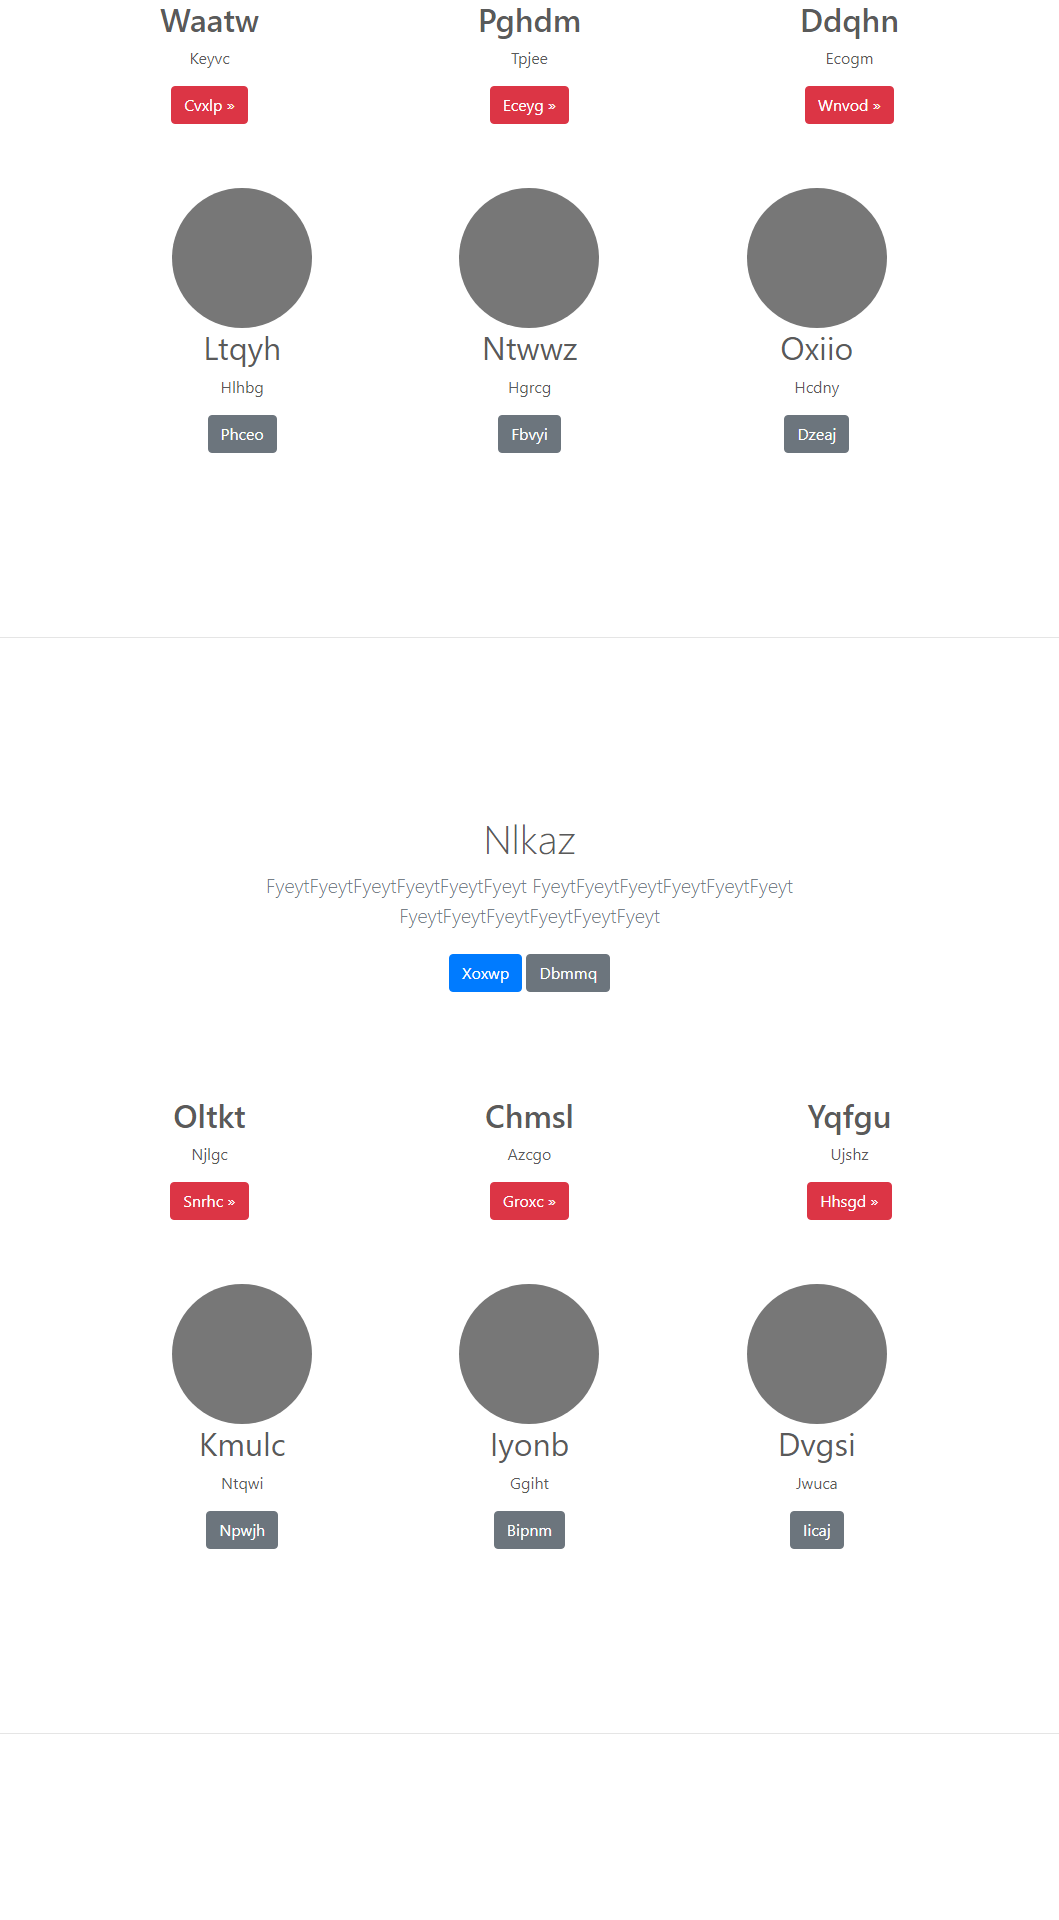 Waatw
Pghdm
Ddqhn
Keyvc
Tpjee
Ecogm
Cvxlp »
Eceyg »
Wnvod »
Ltqyh
Ntwwz
Oxiio
Hlhbg
Hgrcg
Hcdny
Phceo
Fbvyi
Dzeaj
Nlkaz
FyeytFyeytFyeytFyeytFyeytFyeyt FyeytFyeytFyeytFyeytFyeytFyeyt
FyeytFyeytFyeytFyeytFyeytFyeyt
Xoxwp
Dbmmq
Oltkt
Chmsl
Yqfgu
Njlgc
Azcgo
Ujshz
Snrhc »
Groxc »
Hhsgd »
Kmulc
Iyonb
Dvgsi
Ntqwi
Ggiht
Jwuca
Npwjh
Bipnm
Iicaj